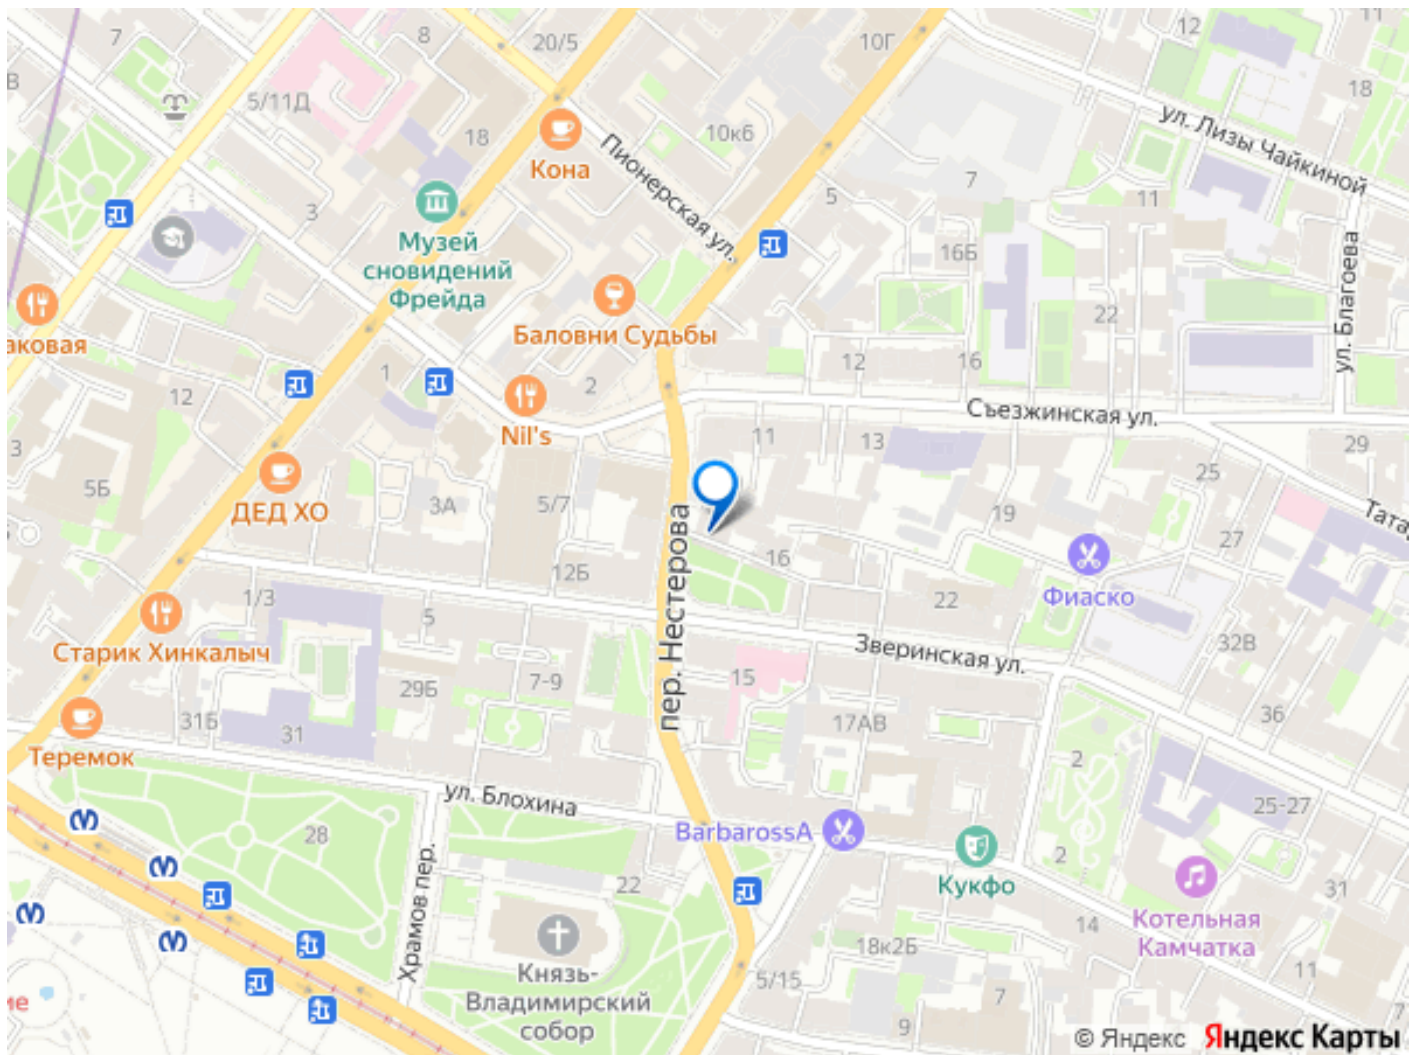 7
8
20/5
10Г
12
11
В
5/11Д
18
10к6
18
ул. Лизы Чайкиной
Кона
Пионерская ул.
7
11
5
3
Музей
сновидений
Фрейда
16Б
ул. Благоева
22
Баловни Судьбы
аковая
12
1
2
12
16
Nil's
Съезжинская ул.
11
13
29
3
5Б
ДЕД ХО
3А
5/7
25
19
27
Тата
пер. Нестерова
16
12Б
Фиаско
22
1/3
5
Старик Хинкалыч
Зверинская ул.
32В
29Б
7-9
15
31Б
31
17АВ
36
Теремок
2
ул. Блохина
25-27
28
BarbarossA
Храмов пер.
22
Кукфо
2
31
Котельная
Камчатка
14
18к2Б
Князь-
Владимирский
собор
5/15
11
ие
7
7
9
© Яндекс Яндекс Карты